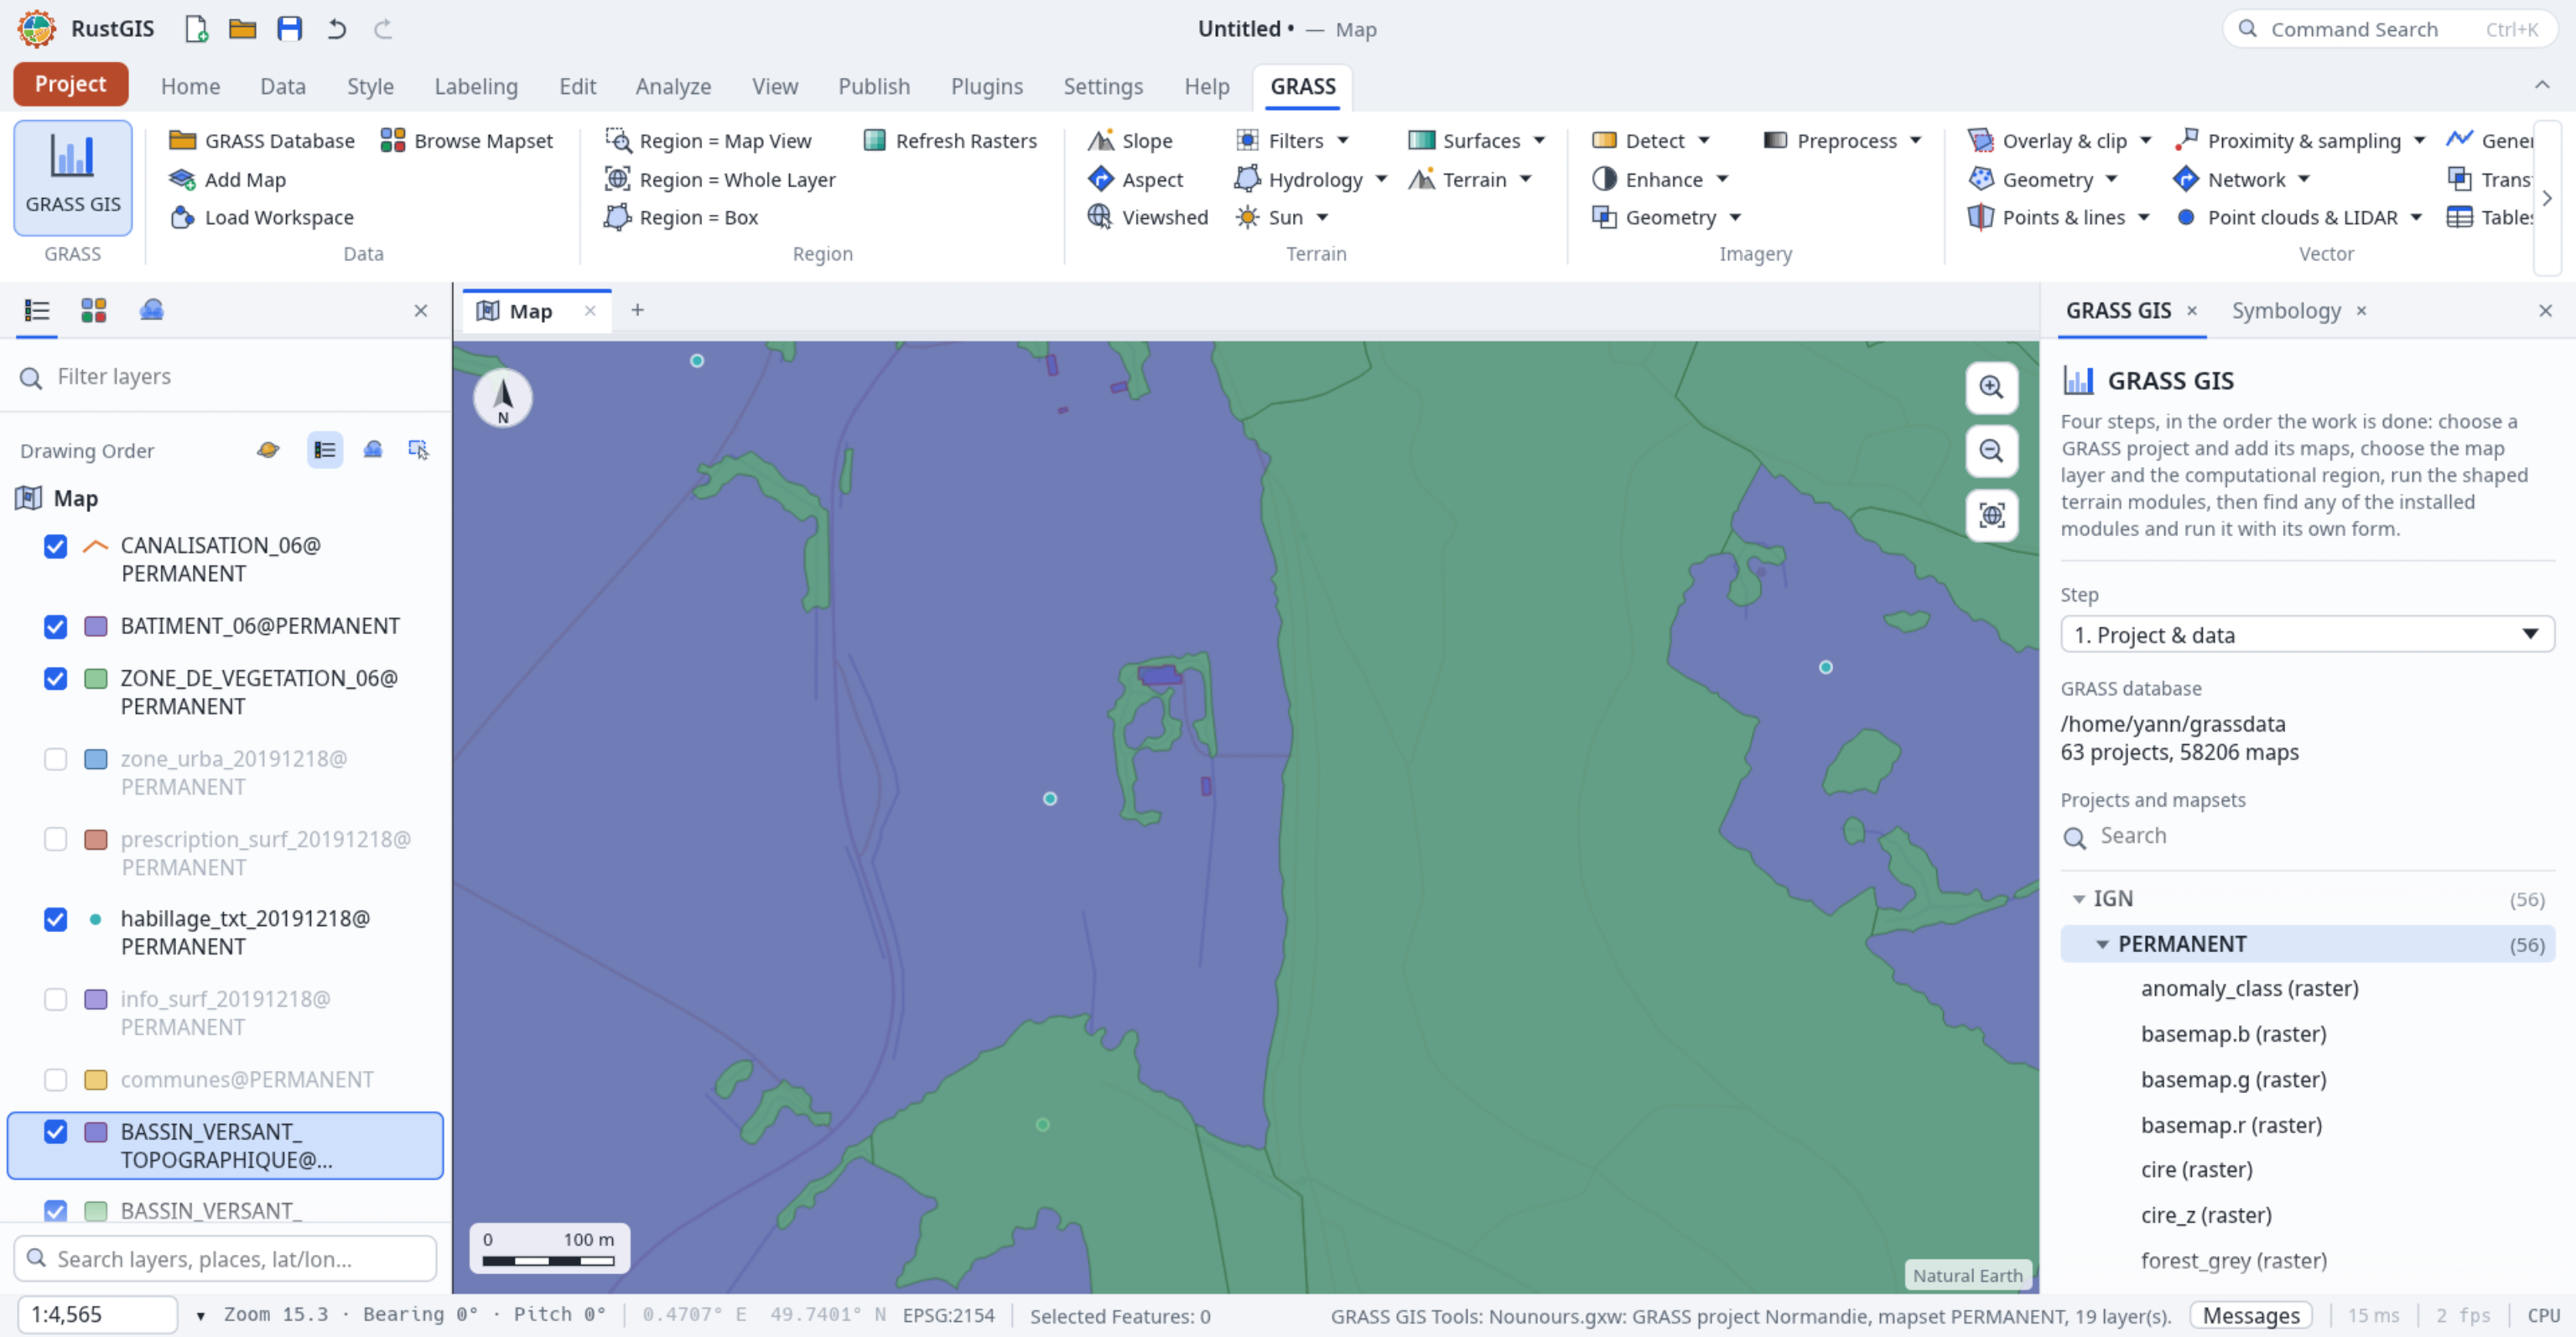 RustGIS
Untitled • — Map
Command Search Ctrl+K
Project Home Data Style Labeling Edit Analyze View Publish Plugins Settings Help GRASS
GRASS GIS
GRASS
GRASS Database Browse Mapset
Add Map
Load Workspace
Data
Region = Map View Refresh Rasters
Region = Whole Layer
Region = Box
Region
Slope Filters Surfaces
Aspect Hydrology Terrain
Viewshed Sun
Terrain
Detect Preprocess
Enhance
Geometry
Imagery
Overlay & clip Proximity & sampling Gener
Geometry Network Trans
Points & lines Point clouds & LIDAR Tables
Vector
Filter layers
Drawing Order
Map
CANALISATION_06@
PERMANENT
BATIMENT_06@PERMANENT
ZONE_DE_VEGETATION_06@
PERMANENT
zone_urba_20191218@
PERMANENT
prescription_surf_20191218@
PERMANENT
habillage_txt_20191218@
PERMANENT
info_surf_20191218@
PERMANENT
communes@PERMANENT
BASSIN_VERSANT_
TOPOGRAPHIQUE@...
BASSIN_VERSANT_
Search layers, places, lat/lon...
Map
N
0 100 m
Natural Earth
GRASS GIS Symbology
GRASS GIS
Four steps, in the order the work is done: choose a
GRASS project and add its maps, choose the map
layer and the computational region, run the shaped
terrain modules, then find any of the installed
modules and run it with its own form.
Step
1. Project & data
GRASS database
/home/yann/grassdata
63 projects, 58206 maps
Projects and mapsets
Search
IGN (56)
PERMANENT (56)
anomaly_class (raster)
basemap.b (raster)
basemap.g (raster)
basemap.r (raster)
cire (raster)
cire_z (raster)
forest_grey (raster)
1:4,565 Zoom 15.3 · Bearing 0° · Pitch 0° 0.4707° E 49.7401° N EPSG:2154 Selected Features: 0 GRASS GIS Tools: Nounours.gxw: GRASS project Normandie, mapset PERMANENT, 19 layer(s). Messages 15 ms 2 fps CPU